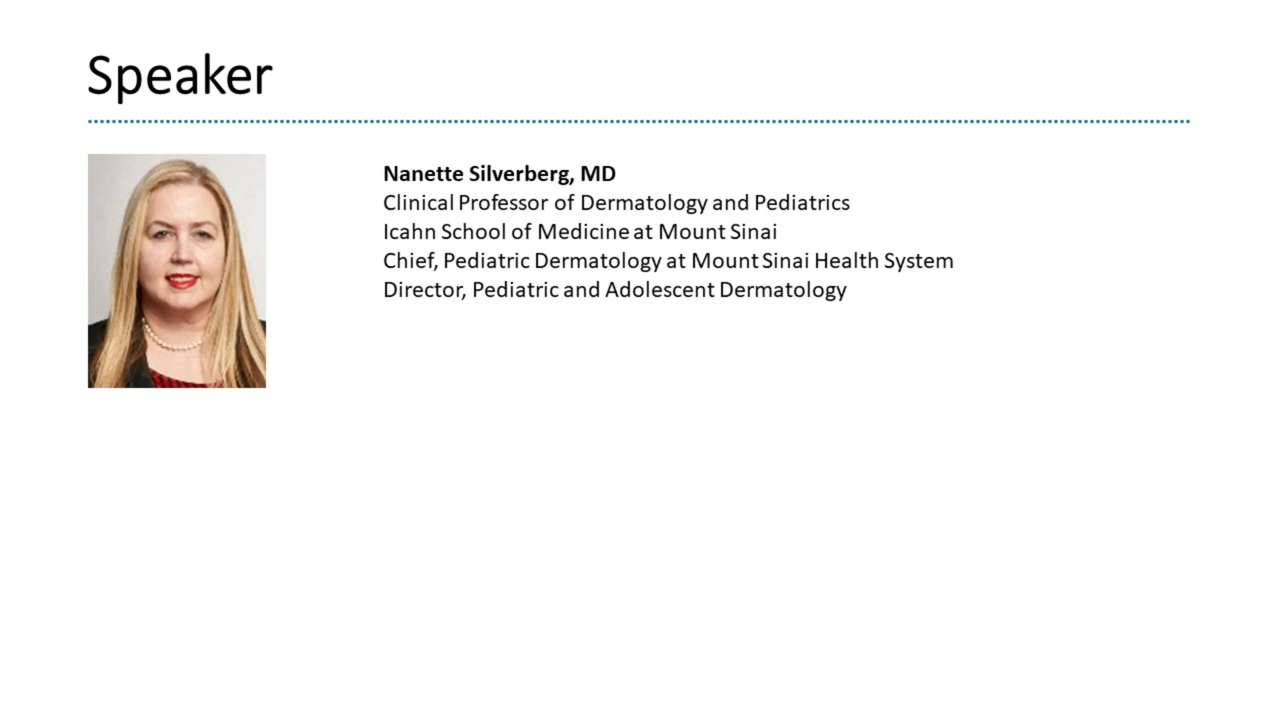 Speaker
Nanette Silverberg, MD
Clinical Professor of Dermatology and Pediatrics
Icahn School of Medicine at Mount Sinai
Chief, Pediatric Dermatology at Mount Sinai Health System
Director, Pediatric and Adolescent Dermatology